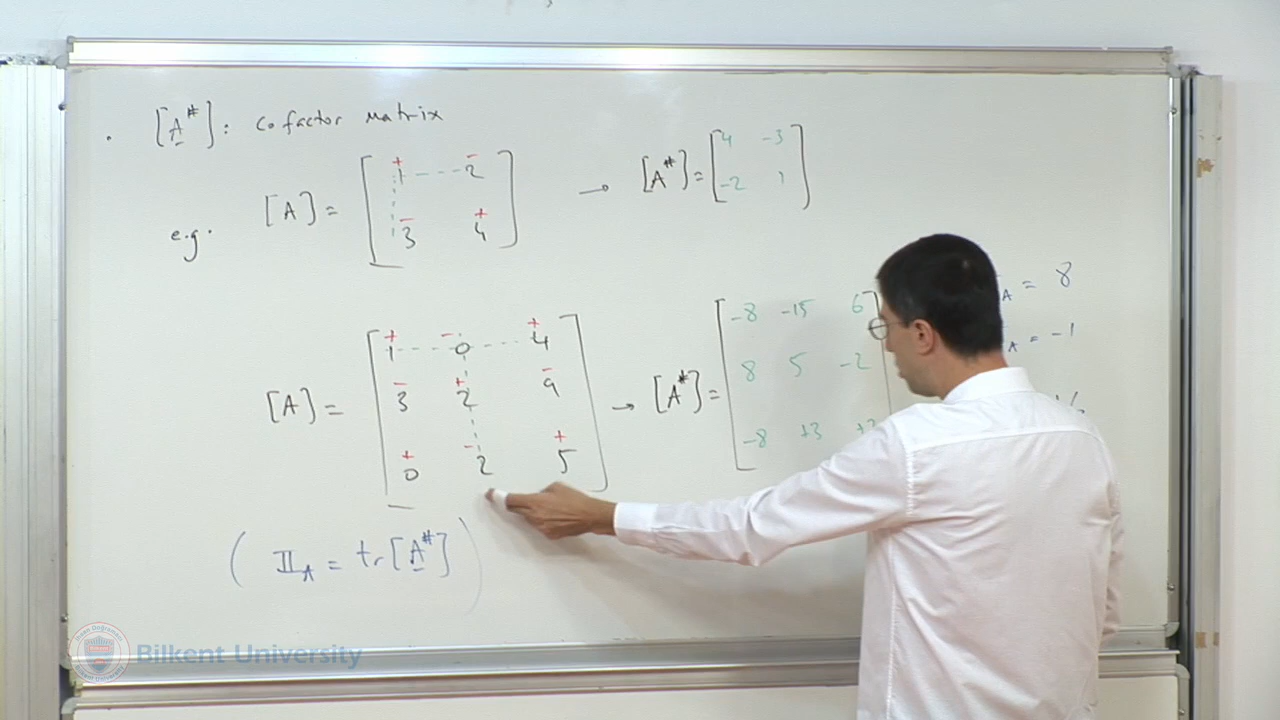 . [A#]: cofactor matrix
e.g. [A] = [ 1 2 → [A#] = [ 4 -3
3 4 ] -2 1 ]
+ - - +
[A] = [ 1 0 4 → [A#] = [ -8 -15 6
3 2 9 8 5 -2
0 2 5 ] -8 +3 +2
+ - + - + - + - +
A = 8
A = -1
( II_A = tr[A#] )
Bilkent University